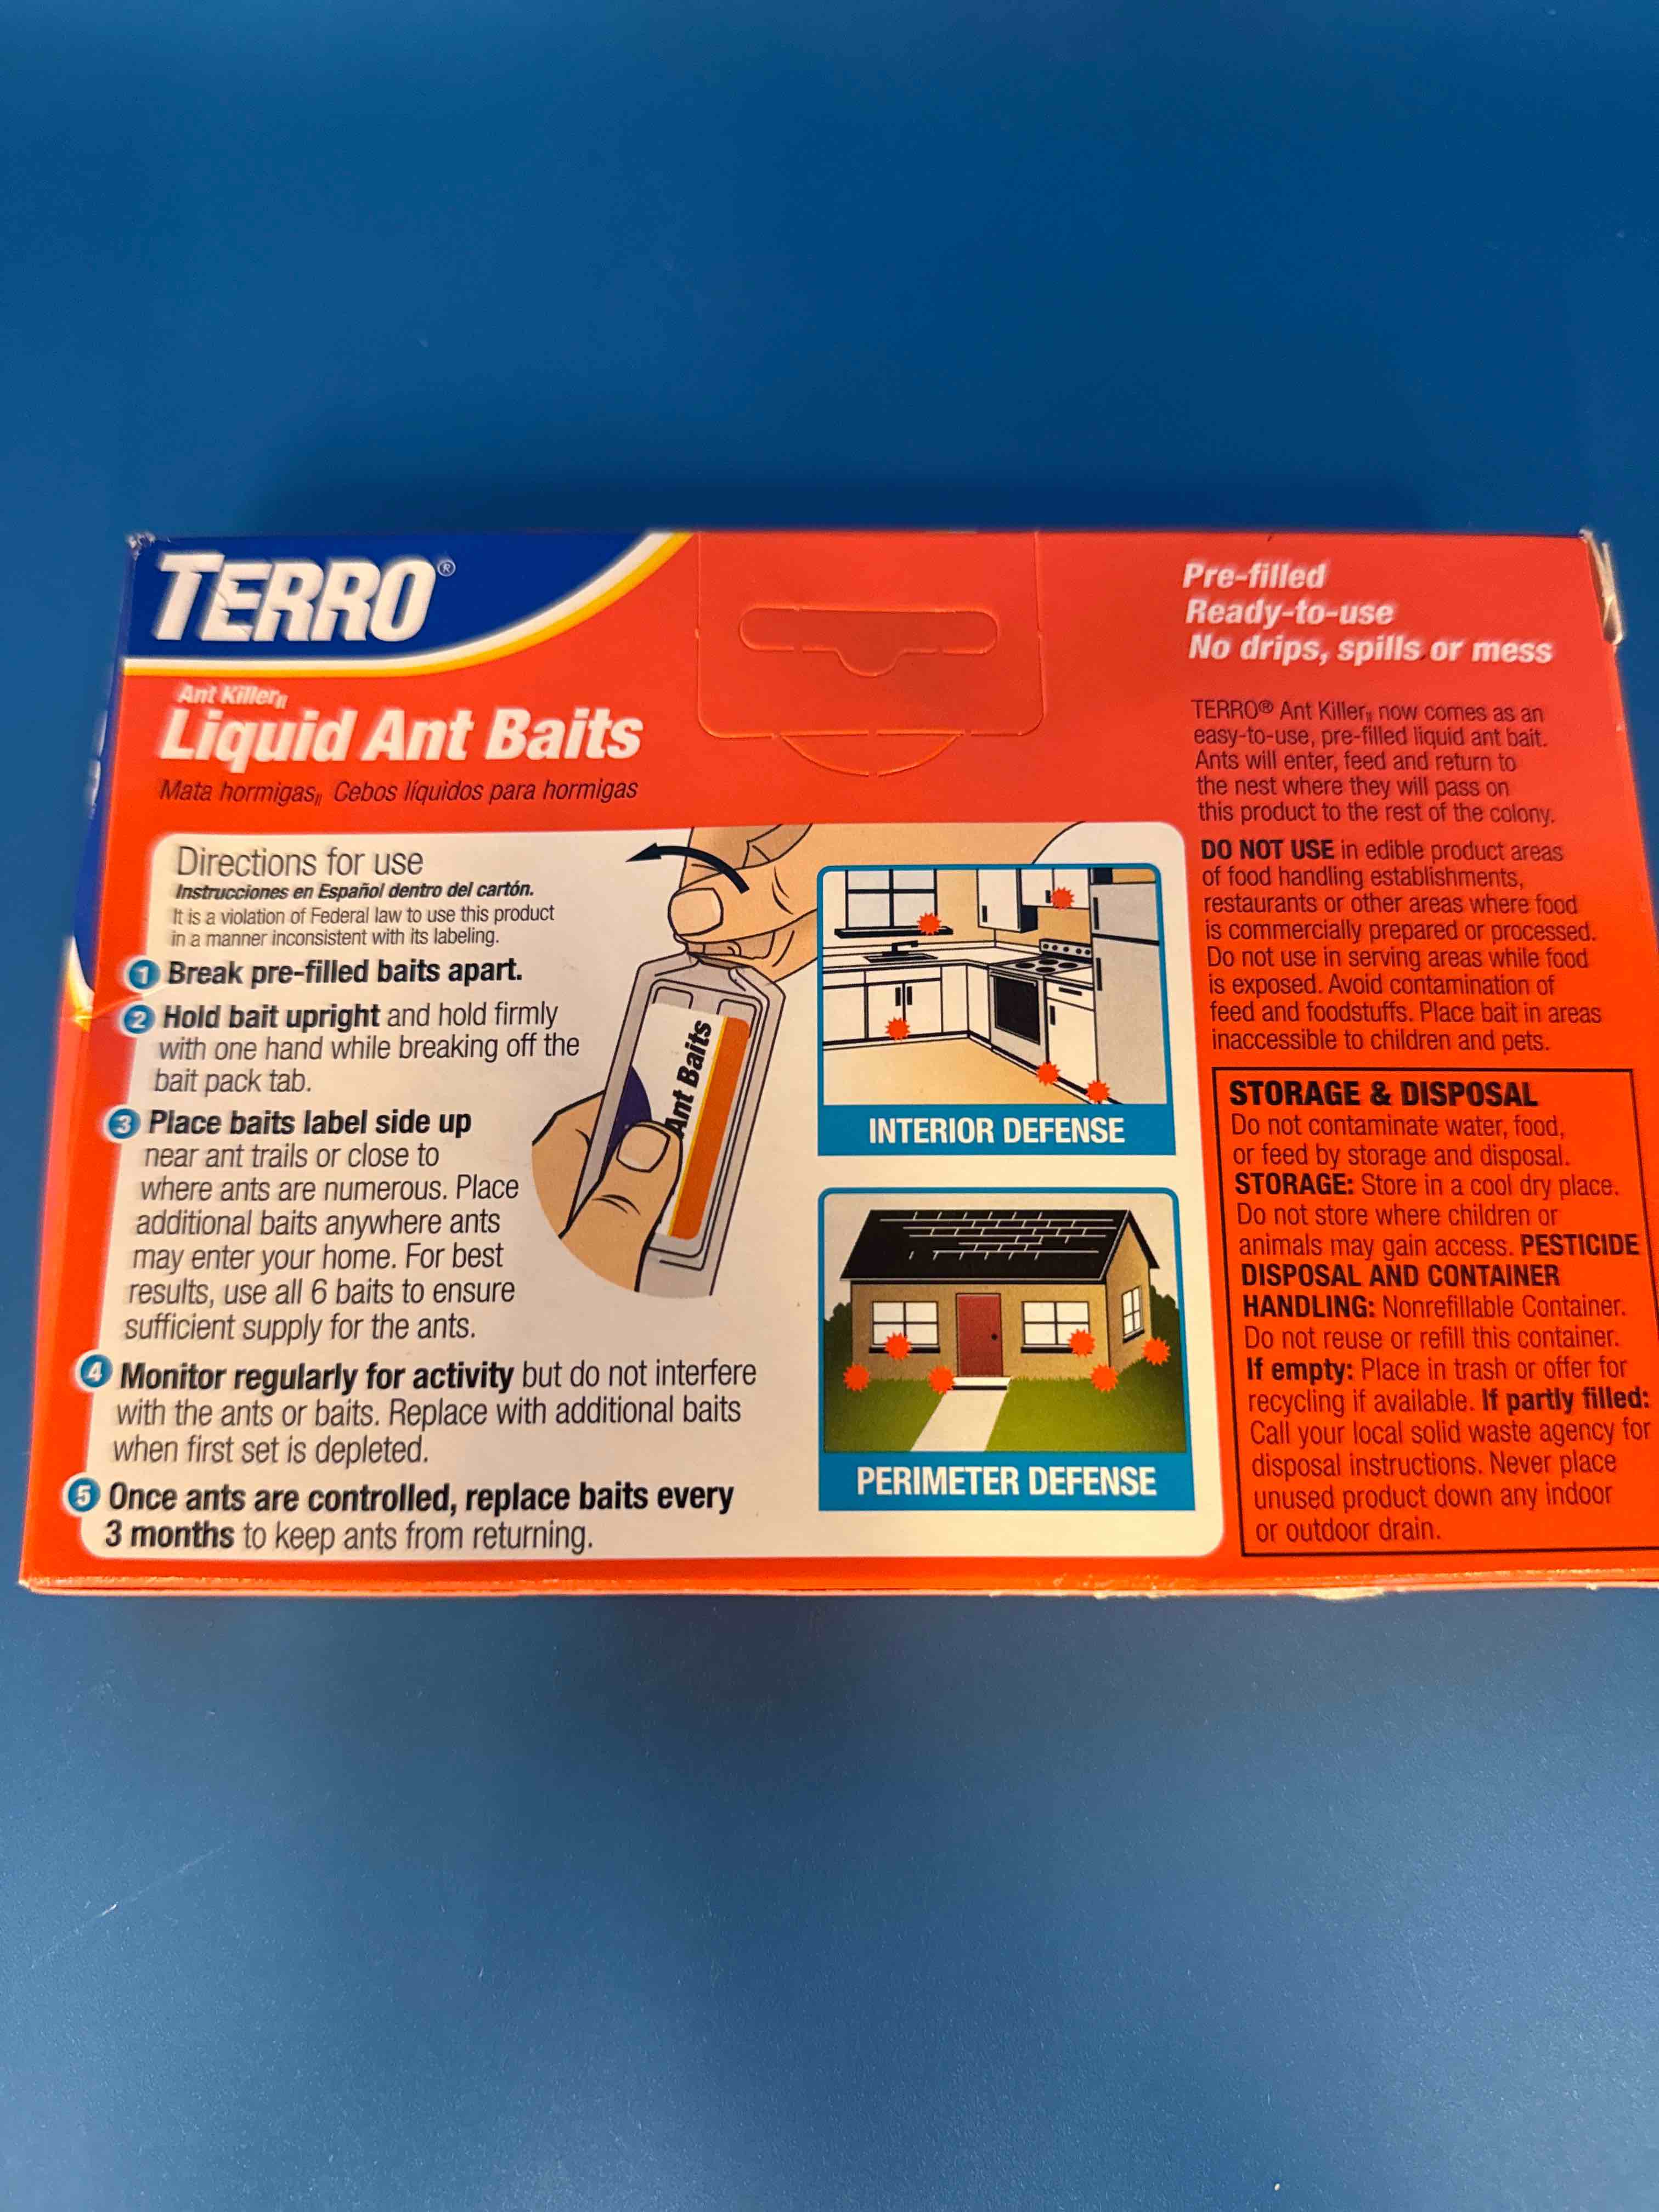 TERRO®
Ant Killer II
Liquid Ant Baits
Mata hormigas II Cebos líquidos para hormigas
Directions for use
Instrucciones en Español dentro del cartón.
It is a violation of Federal law to use this product
in a manner inconsistent with its labeling.
1 Break pre-filled baits apart.
2 Hold bait upright and hold firmly
with one hand while breaking off the
bait pack tab.
3 Place baits label side up
near ant trails or close to
where ants are numerous. Place
additional baits anywhere ants
may enter your home. For best
results, use all 6 baits to ensure
sufficient supply for the ants.
4 Monitor regularly for activity but do not interfere
with the ants or baits. Replace with additional baits
when first set is depleted.
5 Once ants are controlled, replace baits every
3 months to keep ants from returning.
Ant Baits
INTERIOR DEFENSE
PERIMETER DEFENSE
Pre-filled
Ready-to-use
No drips, spills or mess
TERRO® Ant Killer II now comes as an
easy-to-use, pre-filled liquid ant bait.
Ants will enter, feed and return to
the nest where they will pass on
this product to the rest of the colony.
DO NOT USE in edible product areas
of food handling establishments,
restaurants or other areas where food
is commercially prepared or processed.
Do not use in serving areas while food
is exposed. Avoid contamination of
feed and foodstuffs. Place bait in areas
inaccessible to children and pets.
STORAGE & DISPOSAL
Do not contaminate water, food,
or feed by storage and disposal.
STORAGE: Store in a cool dry place.
Do not store where children or
animals may gain access. PESTICIDE
DISPOSAL AND CONTAINER
HANDLING: Nonrefillable Container.
Do not reuse or refill this container.
If empty: Place in trash or offer for
recycling if available. If partly filled:
Call your local solid waste agency for
disposal instructions. Never place
unused product down any indoor
or outdoor drain.